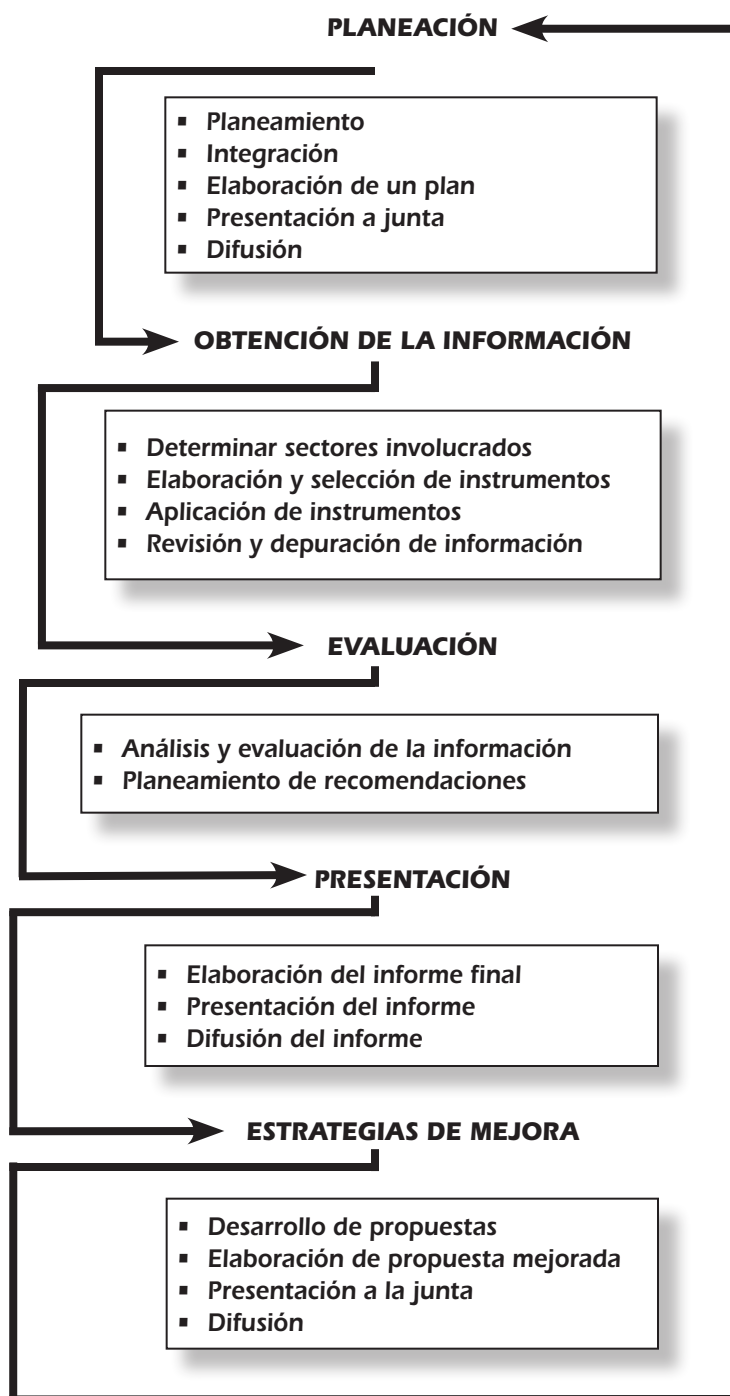 PLANEACIÓN
▪ Planeamiento
▪ Integración
▪ Elaboración de un plan
▪ Presentación a junta
▪ Difusión
OBTENCIÓN DE LA INFORMACIÓN
▪ Determinar sectores involucrados
▪ Elaboración y selección de instrumentos
▪ Aplicación de instrumentos
▪ Revisión y depuración de información
EVALUACIÓN
▪ Análisis y evaluación de la información
▪ Planeamiento de recomendaciones
PRESENTACIÓN
▪ Elaboración del informe final
▪ Presentación del informe
▪ Difusión del informe
ESTRATEGIAS DE MEJORA
▪ Desarrollo de propuestas
▪ Elaboración de propuesta mejorada
▪ Presentación a la junta
▪ Difusión